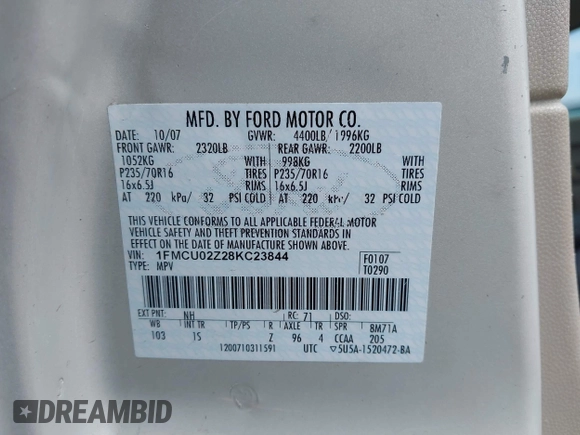 MFD. BY FORD MOTOR CO.
DATE: 10/07 GVWR: 4400LB/1996KG
FRONT GAWR: 2320LB REAR GAWR: 2200LB
1052KG WITH 998KG WITH
P235/70R16 TIRES P235/70R16 TIRES
16x6.5J RIMS 16x6.5J RIMS
AT 220 kPa/ 32 PSI COLD AT 220 kPa/ 32 PSI COLD
THIS VEHICLE CONFORMS TO ALL APPLICABLE FEDERAL MOTOR
VEHICLE SAFETY AND THEFT PREVENTION STANDARDS IN
EFFECT ON THE DATE OF MANUFACTURE SHOWN ABOVE.
VIN: 1FMCU02Z28KC23844 F0107
TYPE: MPV T0290
EXT PNT: NH RC: 71 DSO:
WB INT TR TP/PS R AXLE TR SPR 8M71A
103 1S Z 96 4 CCAA 205
1200710311591 UTC 5U5A-1520472-BA
DREAMBID